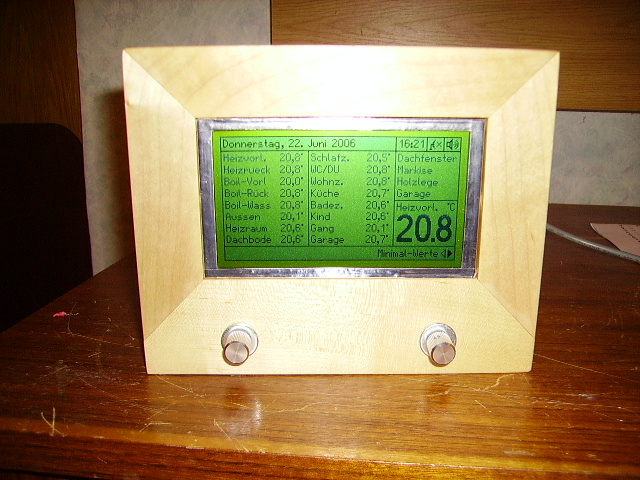 Donnerstag, 22. Juni 2006 16:21
Heizvorl. 20,8° Schlafz. 20,5° Dachfenster
Heizrueck 20,8° WC/DU 20,8° Markise
Boil-Vorl 20,0° Wohnz. 20,8° Holzlege
Boil-Rück 20,8° Küche 20,7° Garage
Boil-Wass 20,8° Badez. 20,6° Heizvorl. °C
Aussen 20,1° Kind 20,6° 20.8
Heizraum 20,6° Gang 20,1°
Dachbode 20,6° Garage 20,7°
Minimal-Werte